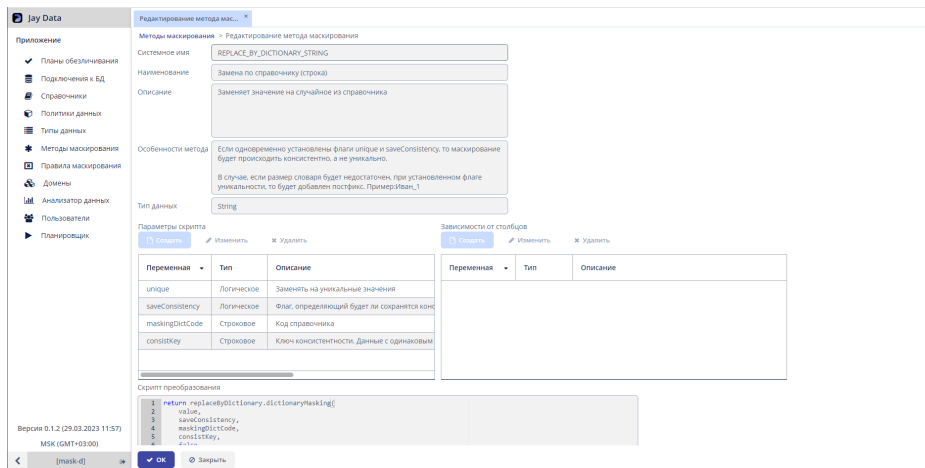 Jay Data
Редактирование метода мас... ×
Приложение
Планы обезличивания
Подключения к БД
Справочники
Политики данных
Типы данных
Методы маскирования
Правила маскирования
Домены
Анализатор данных
Пользователи
Планировщик
Версия 0.1.2 (29.03.2023 11:57)
MSK (GMT+03:00)
[mask-d]
Методы маскирования > Редактирование метода маскирования
Системное имя REPLACE_BY_DICTIONARY_STRING
Наименование Замена по справочнику (строка)
Описание Заменяет значение на случайное из справочника
Особенности метода Если одновременно установлены флаги unique и saveConsistency, то маскирование
будет происходить консистентно, а не уникально.
В случае, если размер словаря будет недостаточен, при установленном флаге
уникальности, то будет добавлен постфикс. Пример:Иван_1
Тип данных String
Параметры скрипта
Создать Изменить Удалить
Переменная Тип Описание
unique Логическое Заменять на уникальные значения
saveConsistency Логическое Флаг, определяющий будет ли сохранятся конс
maskingDictCode Строковое Код справочника
consistKey Строковое Ключ консистентности. Данные с одинаковым
Зависимости от столбцов
Создать Изменить Удалить
Переменная Тип Описание
Скрипт преобразования
1 return replaceByDictionary.dictionaryMasking(
2 value,
3 saveConsistency,
4 maskingDictCode,
5 consistKey,
6 false
ОК Закрыть